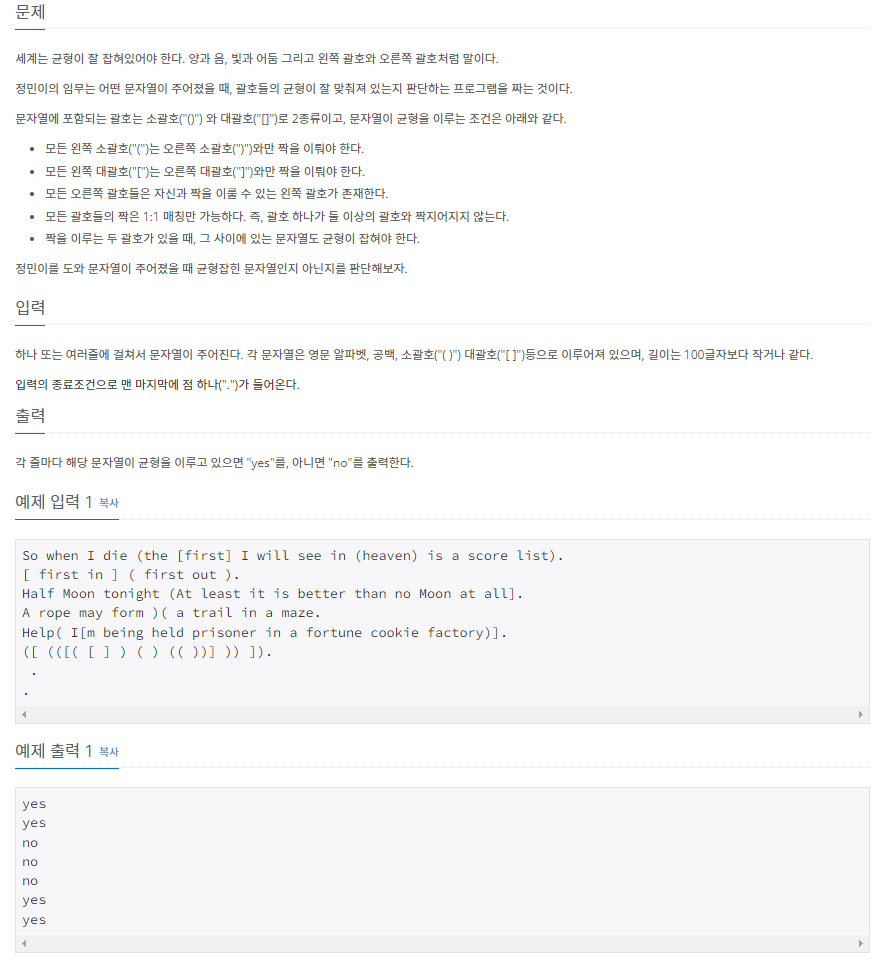 문제
세계는 균형이 잘 잡혀있어야 한다. 양과 음, 빛과 어둠 그리고 왼쪽 괄호와 오른쪽 괄호처럼 말이다.
정민이의 임무는 어떤 문자열이 주어졌을 때, 괄호들의 균형이 잘 맞춰져 있는지 판단하는 프로그램을 짜는 것이다.
문자열에 포함되는 괄호는 소괄호("()") 와 대괄호("[]")로 2종류이고, 문자열이 균형을 이루는 조건은 아래와 같다.
• 모든 왼쪽 소괄호("(")는 오른쪽 소괄호(")")와만 짝을 이뤄야 한다.
• 모든 왼쪽 대괄호("[")는 오른쪽 대괄호("]")와만 짝을 이뤄야 한다.
• 모든 오른쪽 괄호들은 자신과 짝을 이룰 수 있는 왼쪽 괄호가 존재한다.
• 모든 괄호들의 짝은 1:1 매칭만 가능하다. 즉, 괄호 하나가 둘 이상의 괄호와 짝지어지지 않는다.
• 짝을 이루는 두 괄호가 있을 때, 그 사이에 있는 문자열도 균형이 잡혀야 한다.
정민이를 도와 문자열이 주어졌을 때 균형잡힌 문자열인지 아닌지를 판단해보자.
입력
하나 또는 여러줄에 걸쳐서 문자열이 주어진다. 각 문자열은 영문 알파벳, 공백, 소괄호("( )") 대괄호("[ ]")등으로 이루어져 있으며, 길이는 100글자보다 작거나 같다.
입력의 종료조건으로 맨 마지막에 점 하나(".")가 들어온다.
출력
각 줄마다 해당 문자열이 균형을 이루고 있으면 "yes"를, 아니면 "no"를 출력한다.
예제 입력 1 복사
So when I die (the [first] I will see in (heaven) is a score list).
[ first in ] ( first out ).
Half Moon tonight (At least it is better than no Moon at all].
A rope may form )( a trail in a maze.
Help( I[m being held prisoner in a fortune cookie factory)].
([ (([( [ ] ) ( ) (( ))] )) ]).
 .
.
예제 출력 1 복사
yes
yes
no
no
no
yes
yes